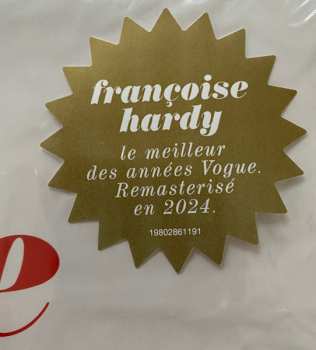 françoise
hardy
le meilleur
des années Vogue.
Remasterisé
en 2024.
19802861191
e